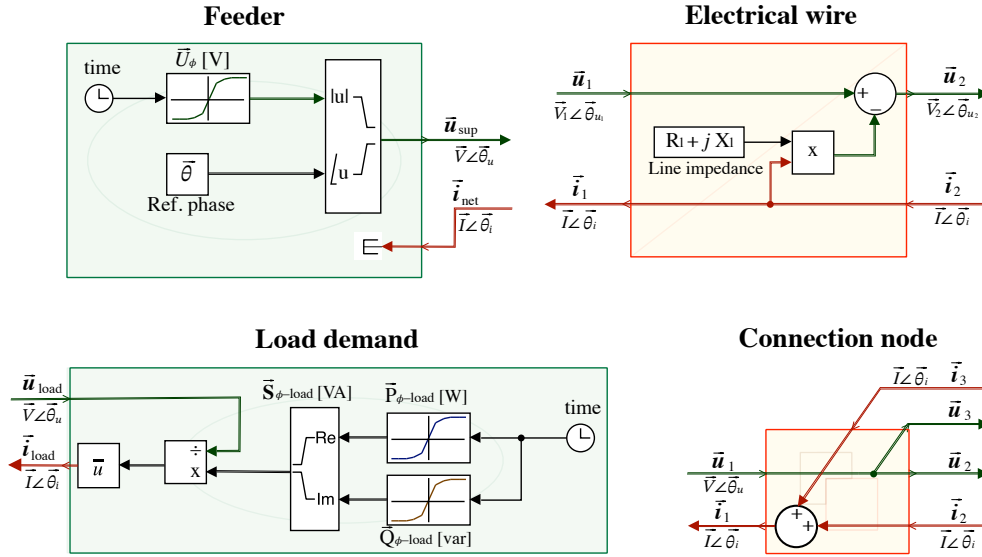 Feeder
U⃗ϕ [V]
time
|u|
∠u
θ⃗
Ref. phase
u⃗sup
V⃗∠θ⃗u
i⃗net
I⃗∠θ⃗i
Electrical wire
u⃗1
V⃗1∠θ⃗u1
+
−
u⃗2
V⃗2∠θ⃗u2
Rl + j Xl
Line impedance
x
i⃗1
I⃗∠θ⃗i
i⃗2
I⃗∠θ⃗i
Load demand
u⃗load
V⃗∠θ⃗u
i⃗load
I⃗∠θ⃗i
u̅
÷
x
S⃗ϕ–load [VA]
Re
Im
P⃗ϕ–load [W]
time
Q⃗ϕ–load [var]
Connection node
I⃗∠θ⃗i
i⃗3
u⃗3
u⃗1
V⃗∠θ⃗u
u⃗2
i⃗1
I⃗∠θ⃗i
+
+
i⃗2
I⃗∠θ⃗i